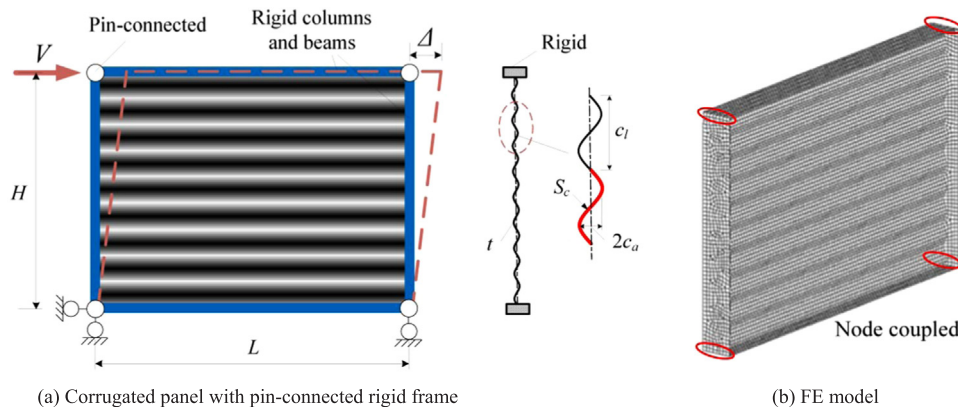 Pin-connected
Rigid columns
and beams
Δ
V
H
L
Rigid
c_l
S_c
t
2c_a
Node coupled
(a) Corrugated panel with pin-connected rigid frame
(b) FE model